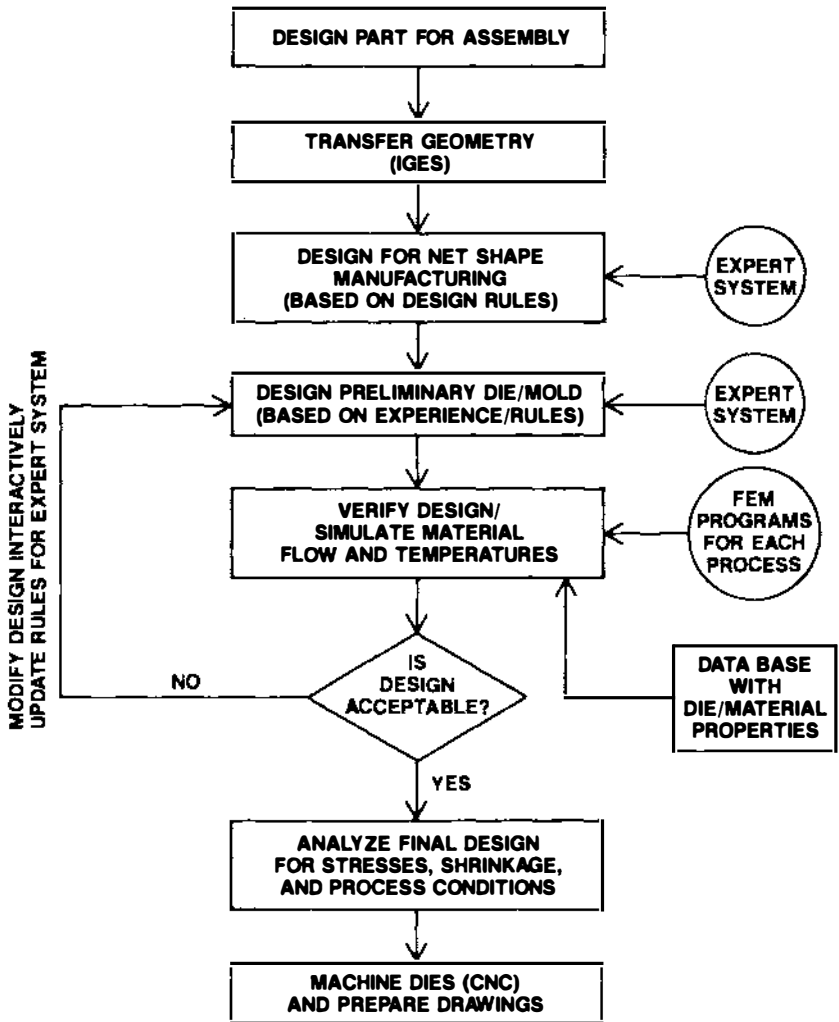 DESIGN PART FOR ASSEMBLY
TRANSFER GEOMETRY
(IGES)
DESIGN FOR NET SHAPE
MANUFACTURING
(BASED ON DESIGN RULES)
EXPERT
SYSTEM
DESIGN PRELIMINARY DIE/MOLD
(BASED ON EXPERIENCE/RULES)
EXPERT
SYSTEM
VERIFY DESIGN/
SIMULATE MATERIAL
FLOW AND TEMPERATURES
FEM
PROGRAMS
FOR EACH
PROCESS
MODIFY DESIGN INTERACTIVELY
UPDATE RULES FOR EXPERT SYSTEM
NO
IS
DESIGN
ACCEPTABLE?
DATA BASE
WITH
DIE/MATERIAL
PROPERTIES
YES
ANALYZE FINAL DESIGN
FOR STRESSES, SHRINKAGE,
AND PROCESS CONDITIONS
MACHINE DIES (CNC)
AND PREPARE DRAWINGS